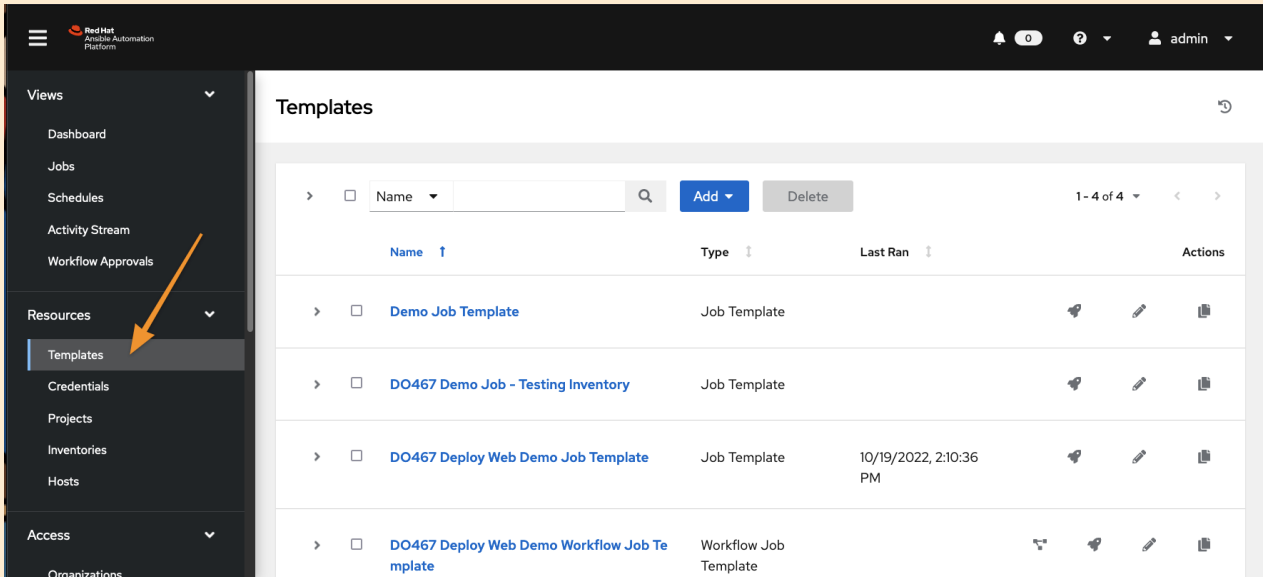 Red Hat
Ansible Automation
Platform
0
admin
Views
Dashboard
Jobs
Schedules
Activity Stream
Workflow Approvals
Resources
Templates
Credentials
Projects
Inventories
Hosts
Access
Organizations
Templates
Name
Add
Delete
1 - 4 of 4
Name Type Last Ran Actions
Demo Job Template Job Template
DO467 Demo Job - Testing Inventory Job Template
DO467 Deploy Web Demo Job Template Job Template 10/19/2022, 2:10:36
PM
DO467 Deploy Web Demo Workflow Job Te Workflow Job
mplate Template